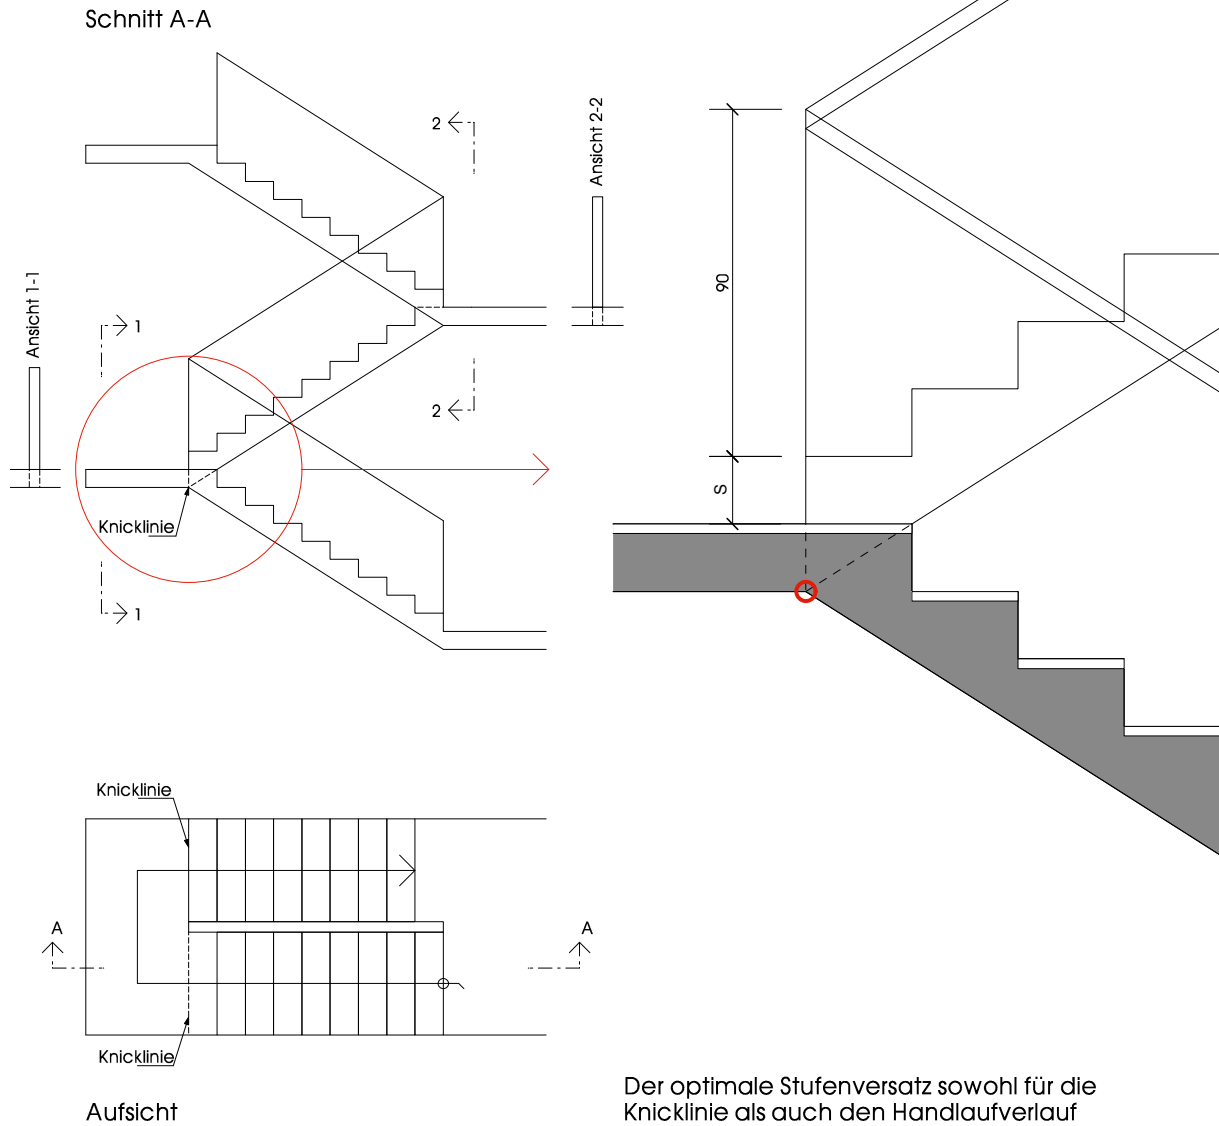 Schnitt A-A
2
Ansicht 2-2
90
Ansicht 1-1
1
2
S
Knicklinie
1
Knicklinie
A
A
Knicklinie
Aufsicht
Der optimale Stufenversatz sowohl für die
Knicklinie als auch den Handlaufverlauf